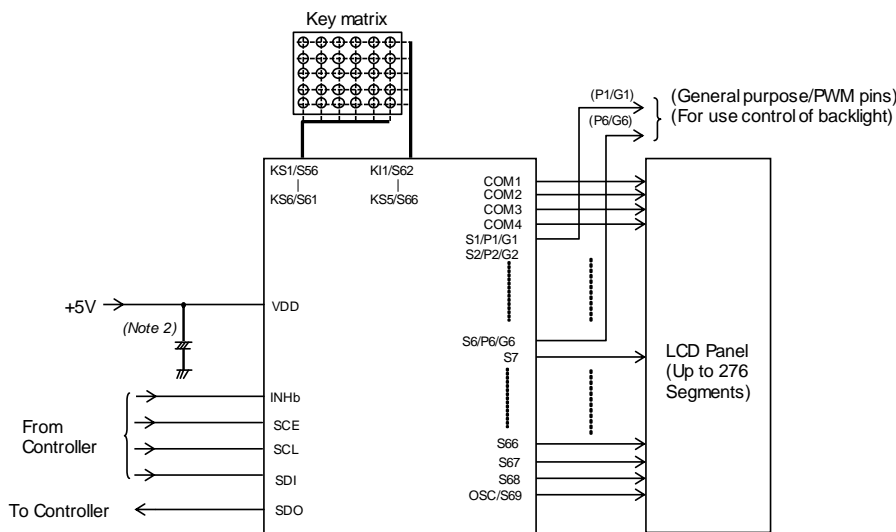 Key matrix
(P1/G1)
(P6/G6)
(General purpose/PWM pins)
(For use control of backlight)
KS1/S56
|
KS6/S61
KI1/S62
|
KS5/S66
COM1
COM2
COM3
COM4
S1/P1/G1
S2/P2/G2
+5V
(Note 2)
VDD
S6/P6/G6
S7
LCD Panel
(Up to 276
Segments)
From
Controller
INHb
SCE
SCL
SDI
To Controller
SDO
S66
S67
S68
OSC/S69